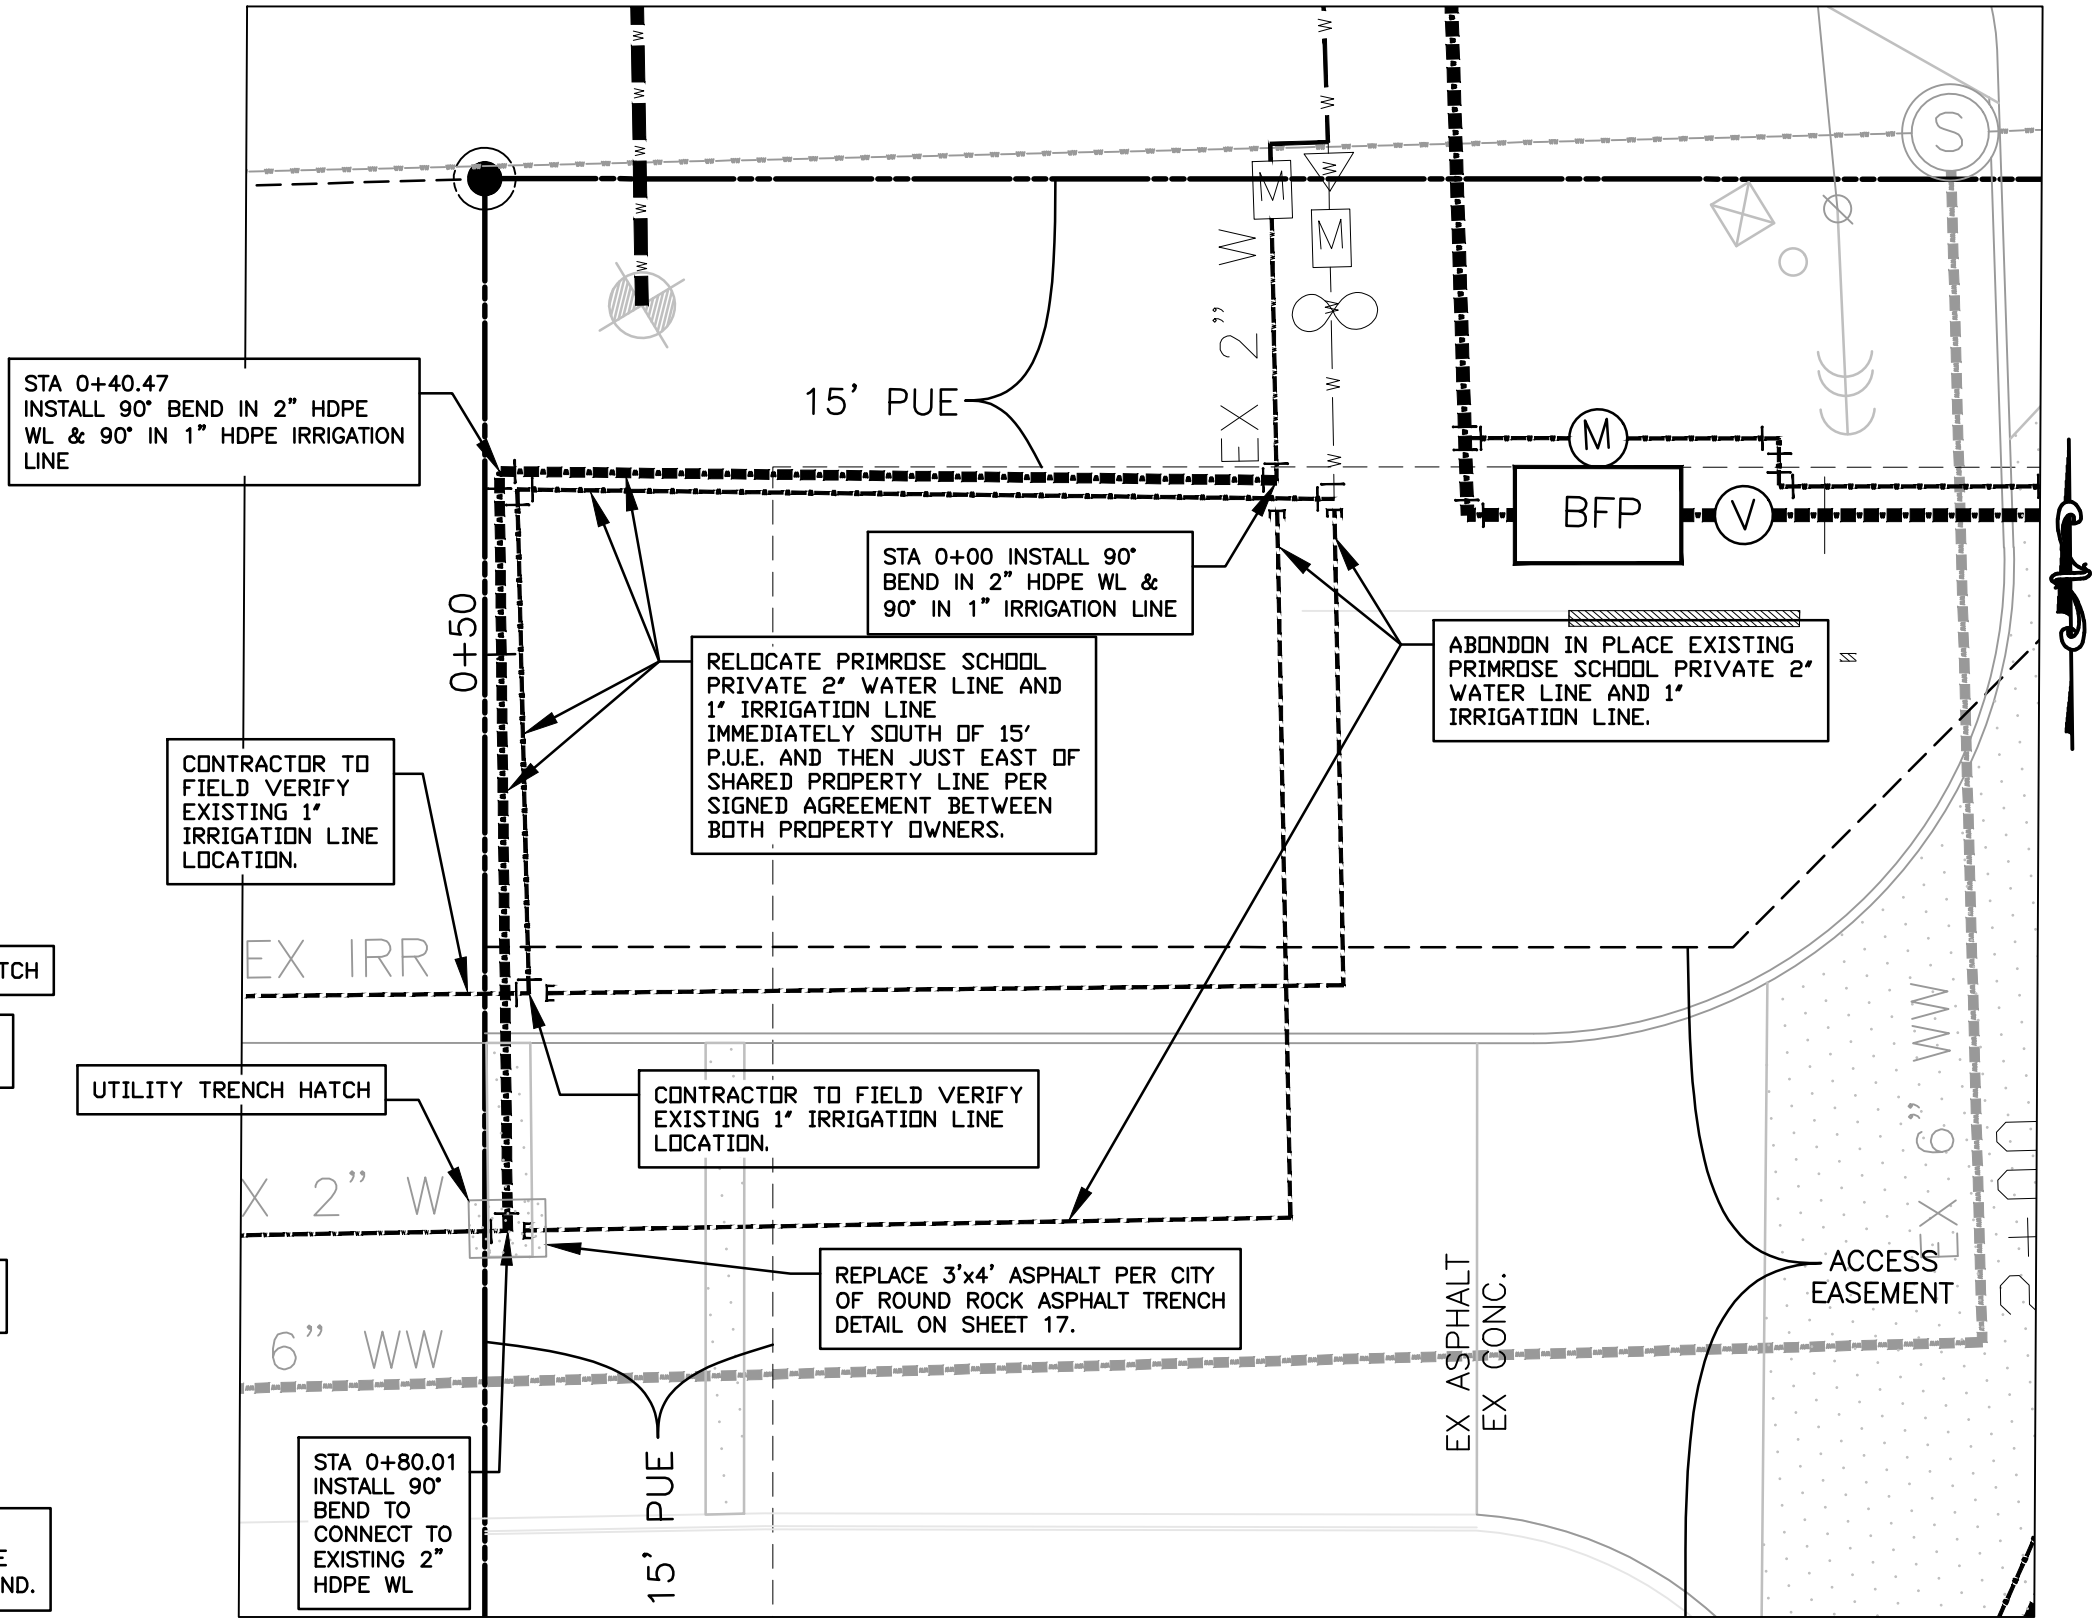 W
W
W
W
W
W
W
S
M
M
W
W
W
EX 2" W
15' PUE
STA 0+40.47
INSTALL 90° BEND IN 2" HDPE
WL & 90° IN 1" HDPE IRRIGATION
LINE
M
BFP
V
STA 0+00 INSTALL 90°
BEND IN 2" HDPE WL &
90° IN 1" IRRIGATION LINE
0+50
RELOCATE PRIMROSE SCHOOL
PRIVATE 2" WATER LINE AND
1" IRRIGATION LINE
IMMEDIATELY SOUTH OF 15'
P.U.E. AND THEN JUST EAST OF
SHARED PROPERTY LINE PER
SIGNED AGREEMENT BETWEEN
BOTH PROPERTY OWNERS.
ABONDON IN PLACE EXISTING
PRIMROSE SCHOOL PRIVATE 2"
WATER LINE AND 1"
IRRIGATION LINE.
CONTRACTOR TO
FIELD VERIFY
EXISTING 1"
IRRIGATION LINE
LOCATION.
EX IRR
TCH
UTILITY TRENCH HATCH
CONTRACTOR TO FIELD VERIFY
EXISTING 1" IRRIGATION LINE
LOCATION.
X 2" W
EX 6" WW
REPLACE 3'x4' ASPHALT PER CITY
OF ROUND ROCK ASPHALT TRENCH
DETAIL ON SHEET 17.
EX ASPHALT
EX CONC.
ACCESS
EASEMENT
6" WW
STA 0+80.01
INSTALL 90°
BEND TO
CONNECT TO
EXISTING 2"
HDPE WL
15' PUE
E
ND.